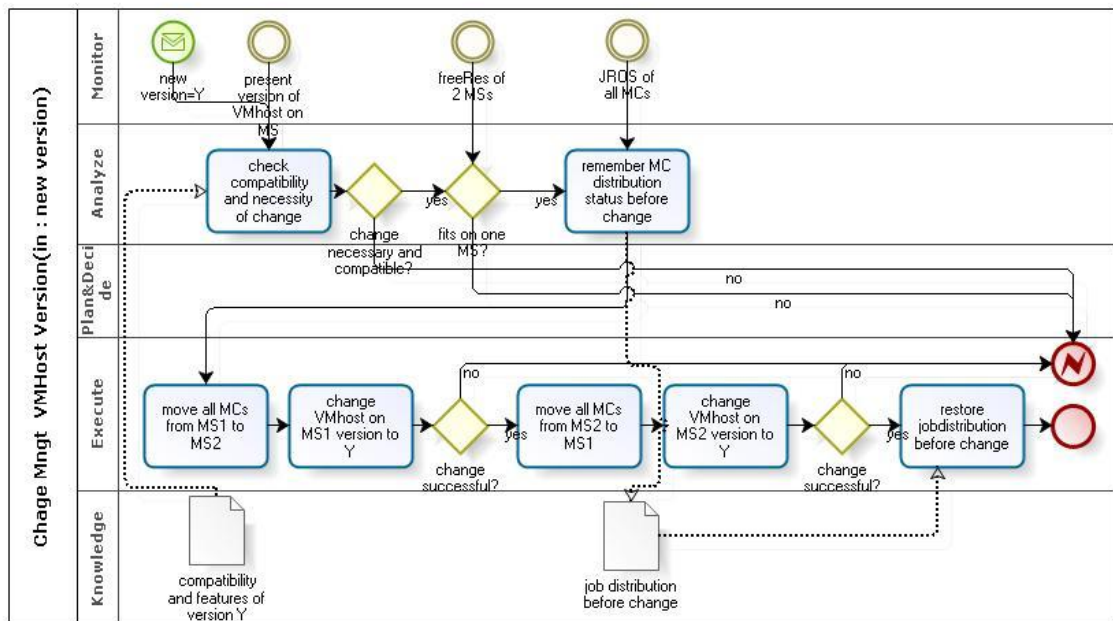 Chage Mngt VMHost Version(in : new version)
Monitor
new
version=Y
present
version of
VMhost on
MS
freeRes of
2 MSs
JROS of
all MCs
Analyze
check
compatibility
and necessity
of change
change
necessary and
compatible?
yes
fits on one
MS?
yes
remember MC
distribution
status before
change
Plan&Deci
de
no
no
Execute
move all MCs
from MS1 to
MS2
change
VMhost on
MS1 version to
Y
no
yes
change
successful?
move all MCs
from MS2 to
MS1
change
VMhost on
MS2 version to
Y
no
yes
change
successful?
restore
jobdistribution
before change
Knowledge
compatibility
and features of
version Y
job distribution
before change